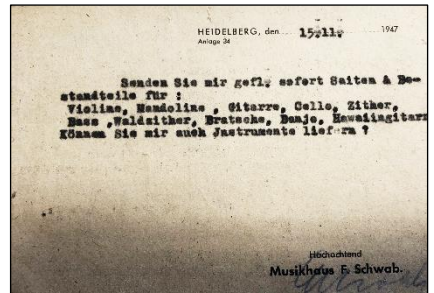 HEIDELBERG, den 15.11. 1947
Anlage 34
Senden Sie mir gefl. sofort Saiten & Be-
standteile für :
Violine, Mandoline , Gitarre, Cello, Zither,
Bass ,Waldzither, Bratsche, Banjo, Hawaiigitarr
Können Sie mir auch Jnstrumente liefern ?
Hochachtend
Musikhaus F. Schwab.